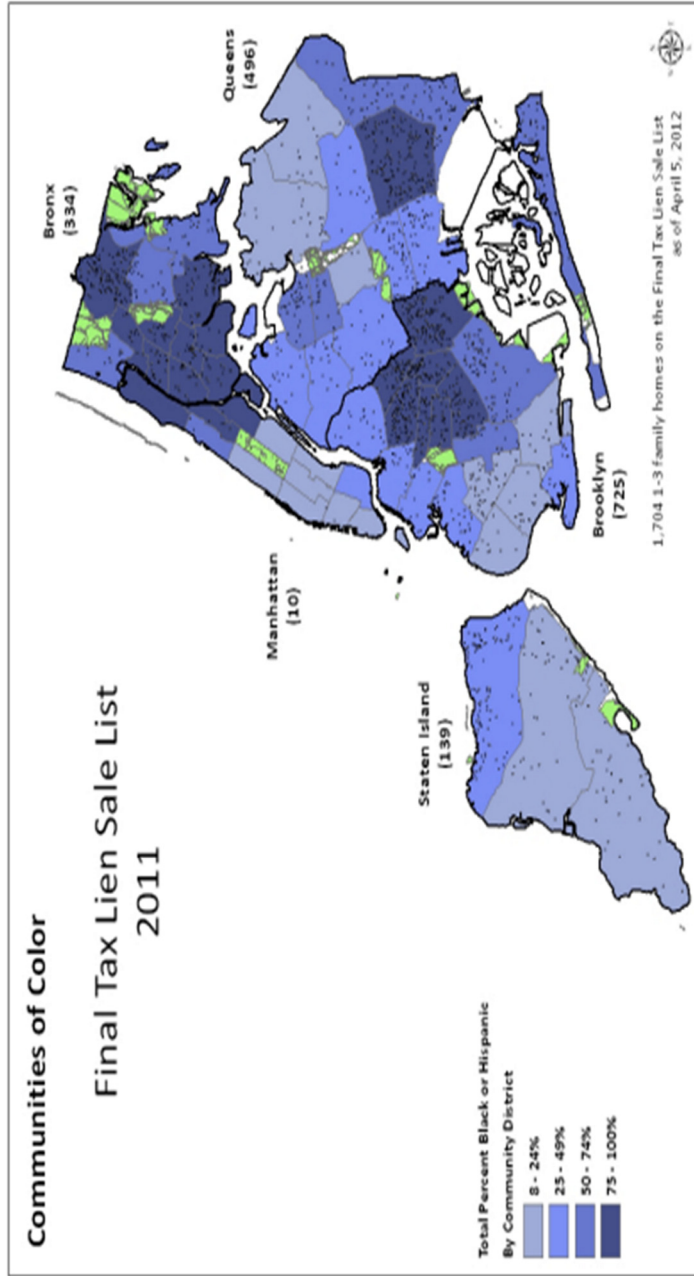 Communities of Color
Final Tax Lien Sale List
2011
Bronx
(334)
Queens
(496)
Manhattan
(10)
Staten Island
(139)
Brooklyn
(725)
Total Percent Black or Hispanic
By Community District
8 - 24%
25 - 49%
50 - 74%
75 - 100%
1,704 1-3 family homes on the Final Tax Lien Sale List
as of April 5, 2012